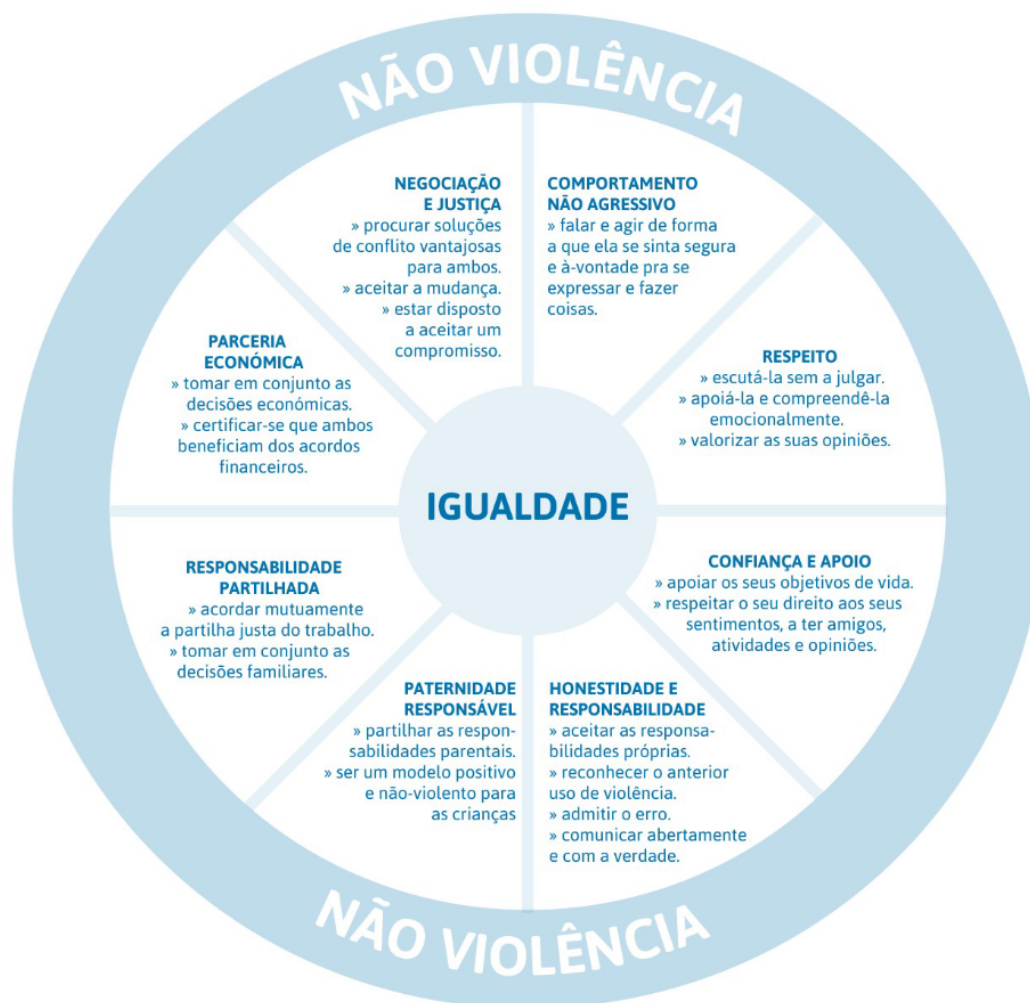 NÃO VIOLÊNCIA
NEGOCIAÇÃO
E JUSTIÇA
» procurar soluções
de conflito vantajosas
para ambos.
» aceitar a mudança.
» estar disposto
a aceitar um
compromisso.
COMPORTAMENTO
NÃO AGRESSIVO
» falar e agir de forma
a que ela se sinta segura
e à-vontade pra se
expressar e fazer
coisas.
PARCERIA
ECONÓMICA
» tomar em conjunto as
decisões económicas.
» certificar-se que ambos
beneficiam dos acordos
financeiros.
RESPEITO
» escutá-la sem a julgar.
» apoiá-la e compreendê-la
emocionalmente.
» valorizar as suas opiniões.
IGUALDADE
RESPONSABILIDADE
PARTILHADA
» acordar mutuamente
a partilha justa do trabalho.
» tomar em conjunto as
decisões familiares.
CONFIANÇA E APOIO
» apoiar os seus objetivos de vida.
» respeitar o seu direito aos seus
sentimentos, a ter amigos,
atividades e opiniões.
PATERNIDADE
RESPONSÁVEL
» partilhar as respon-
sabilidades parentais.
» ser um modelo positivo
e não-violento para
as crianças
HONESTIDADE E
RESPONSABILIDADE
» aceitar as responsa-
bilidades próprias.
» reconhecer o anterior
uso de violência.
» admitir o erro.
» comunicar abertamente
e com a verdade.
NÃO VIOLÊNCIA